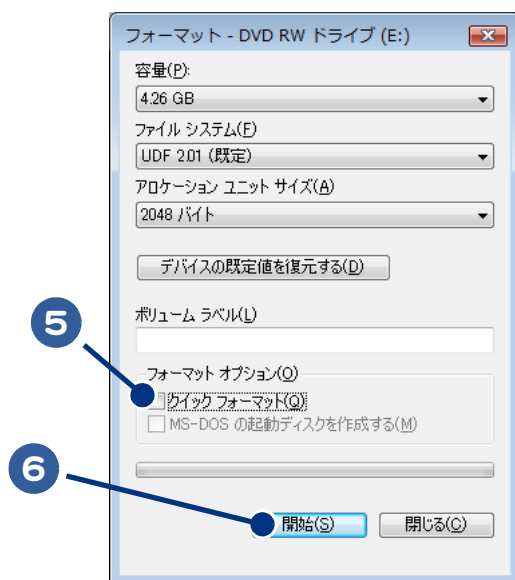 フォーマット - DVD RW ドライブ (E:)
容量(P):
4.26 GB
ファイル システム(F)
UDF 2.01 (既定)
アロケーション ユニット サイズ(A)
2048 バイト
デバイスの既定値を復元する(D)
ボリューム ラベル(L)
フォーマット オプション(O)
5
クイック フォーマット(Q)
MS-DOS の起動ディスクを作成する(M)
6
開始(S) 閉じる(C)